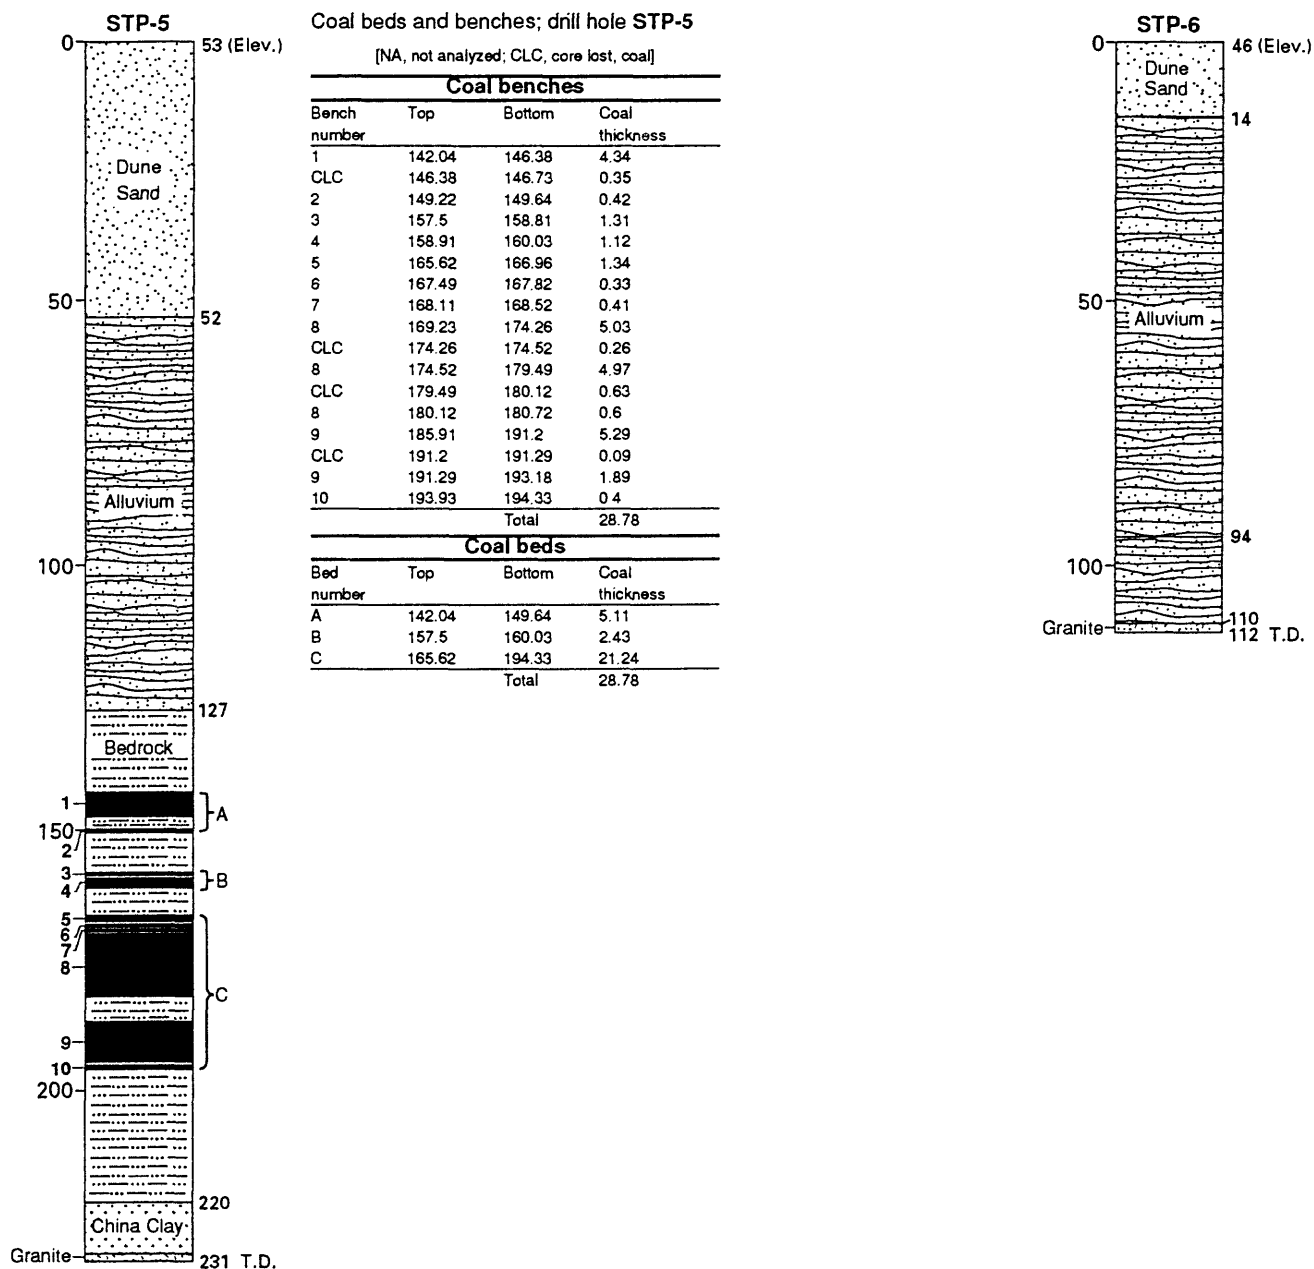 STP-5
0
53 (Elev.)
Dune
Sand
50
52
Alluvium
100
127
Bedrock
1
A
150
2
3
B
4
5
6
7
8
C
9
10
200
220
China Clay
Granite
231 T.D.
Coal beds and benches; drill hole STP-5
[NA, not analyzed; CLC, core lost, coal]
Coal benches
Bench Top Bottom Coal
number thickness
1 142.04 146.38 4.34
CLC 146.38 146.73 0.35
2 149.22 149.64 0.42
3 157.5 158.81 1.31
4 158.91 160.03 1.12
5 165.62 166.96 1.34
6 167.49 167.82 0.33
7 168.11 168.52 0.41
8 169.23 174.26 5.03
CLC 174.26 174.52 0.26
8 174.52 179.49 4.97
CLC 179.49 180.12 0.63
8 180.12 180.72 0.6
9 185.91 191.2 5.29
CLC 191.2 191.29 0.09
9 191.29 193.18 1.89
10 193.93 194.33 0 4
Total 28.78
Coal beds
Bed Top Bottom Coal
number thickness
A 142.04 149.64 5.11
B 157.5 160.03 2.43
C 165.62 194.33 21.24
Total 28.78
STP-6
0
46 (Elev.)
Dune
Sand
14
50
Alluvium
94
100
110
Granite
112 T.D.